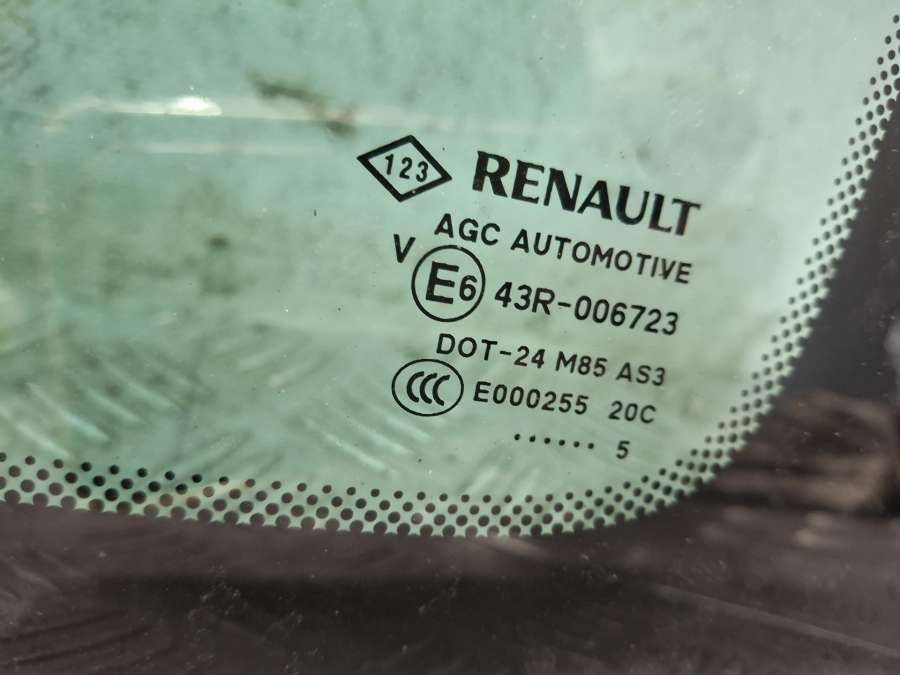 123 RENAULT
AGC AUTOMOTIVE
V E6 43R-006723
DOT-24 M85 AS3
CCC E000255 20C
...... 5